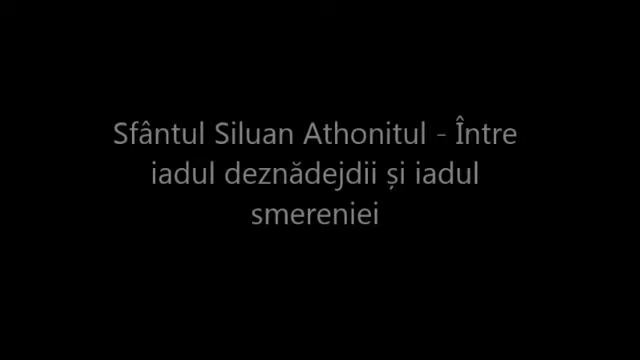 Sfântul Siluan Athonitul - Între
iadul deznădejdii și iadul
smereniei